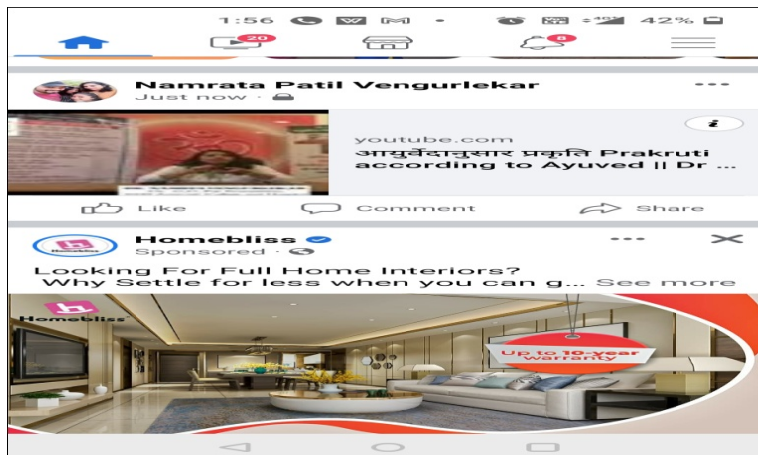 1:56 42%
20 8
Namrata Patil Vengurlekar
Just now ·
youtube.com
आयुर्वेदानुसार प्रकृति Prakruti
according to Ayuved || Dr ...
Like Comment Share
Homebliss
Sponsored ·
Looking For Full Home Interiors?
Why Settle for less when you can g... See more
Homebliss
Up to 10-year
warranty